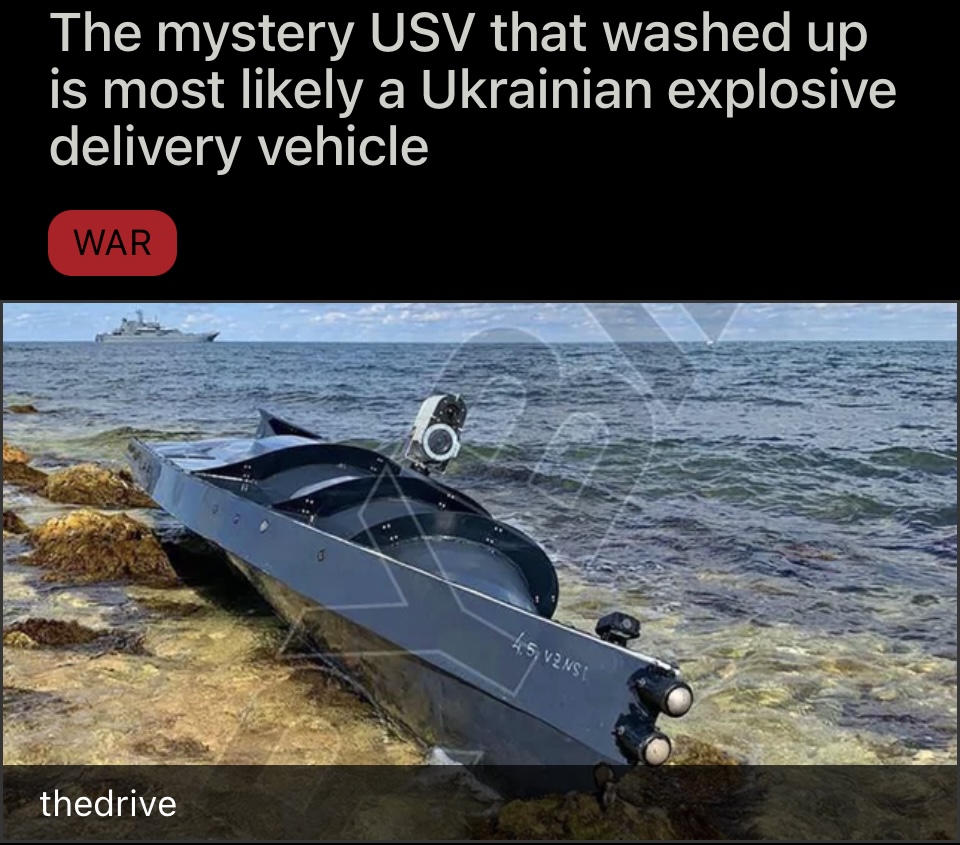 The mystery USV that washed up
is most likely a Ukrainian explosive
delivery vehicle
WAR
thedrive